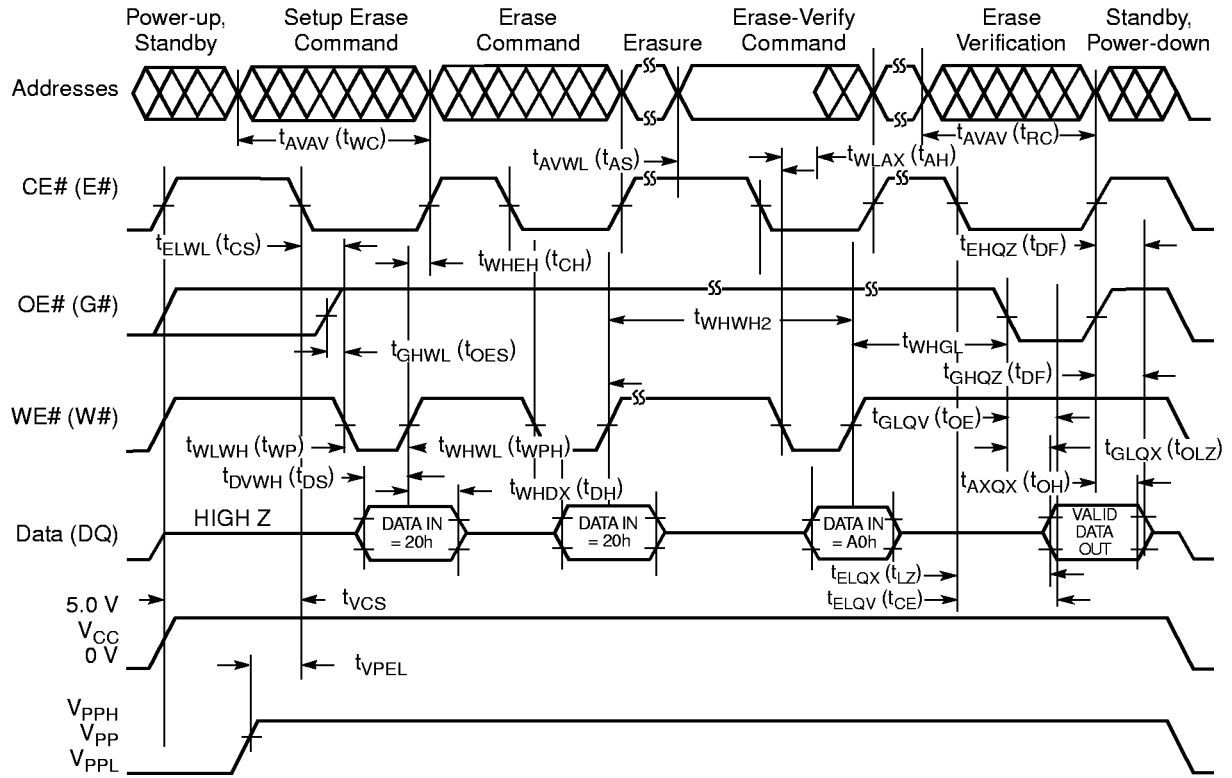 Power-up, Standby
Setup Erase Command
Erase Command
Erasure
Erase-Verify Command
Erase Verification
Standby, Power-down
Addresses
tAVAV (tWC)
tAVWL (tAS)
tWLAX (tAH)
tAVAV (tRC)
CE# (E#)
tELWL (tCS)
tWHEH (tCH)
tEHQZ (tDF)
OE# (G#)
tWHWH2
tWHGL
tGHWL (tOES)
tGHQZ (tDF)
WE# (W#)
tGLQV (tOE)
tWLWH (tWP)
tWHWL (tWPH)
tGLQX (tOLZ)
tDVWH (tDS)
tWHDX (tDH)
tAXQX (tOH)
Data (DQ)
HIGH Z
DATA IN = 20h
DATA IN = 20h
DATA IN = A0h
VALID DATA OUT
tELQX (tLZ)
tELQV (tCE)
5.0 V
tVCS
VCC
0 V
tVPEL
VPPH
VPP
VPPL